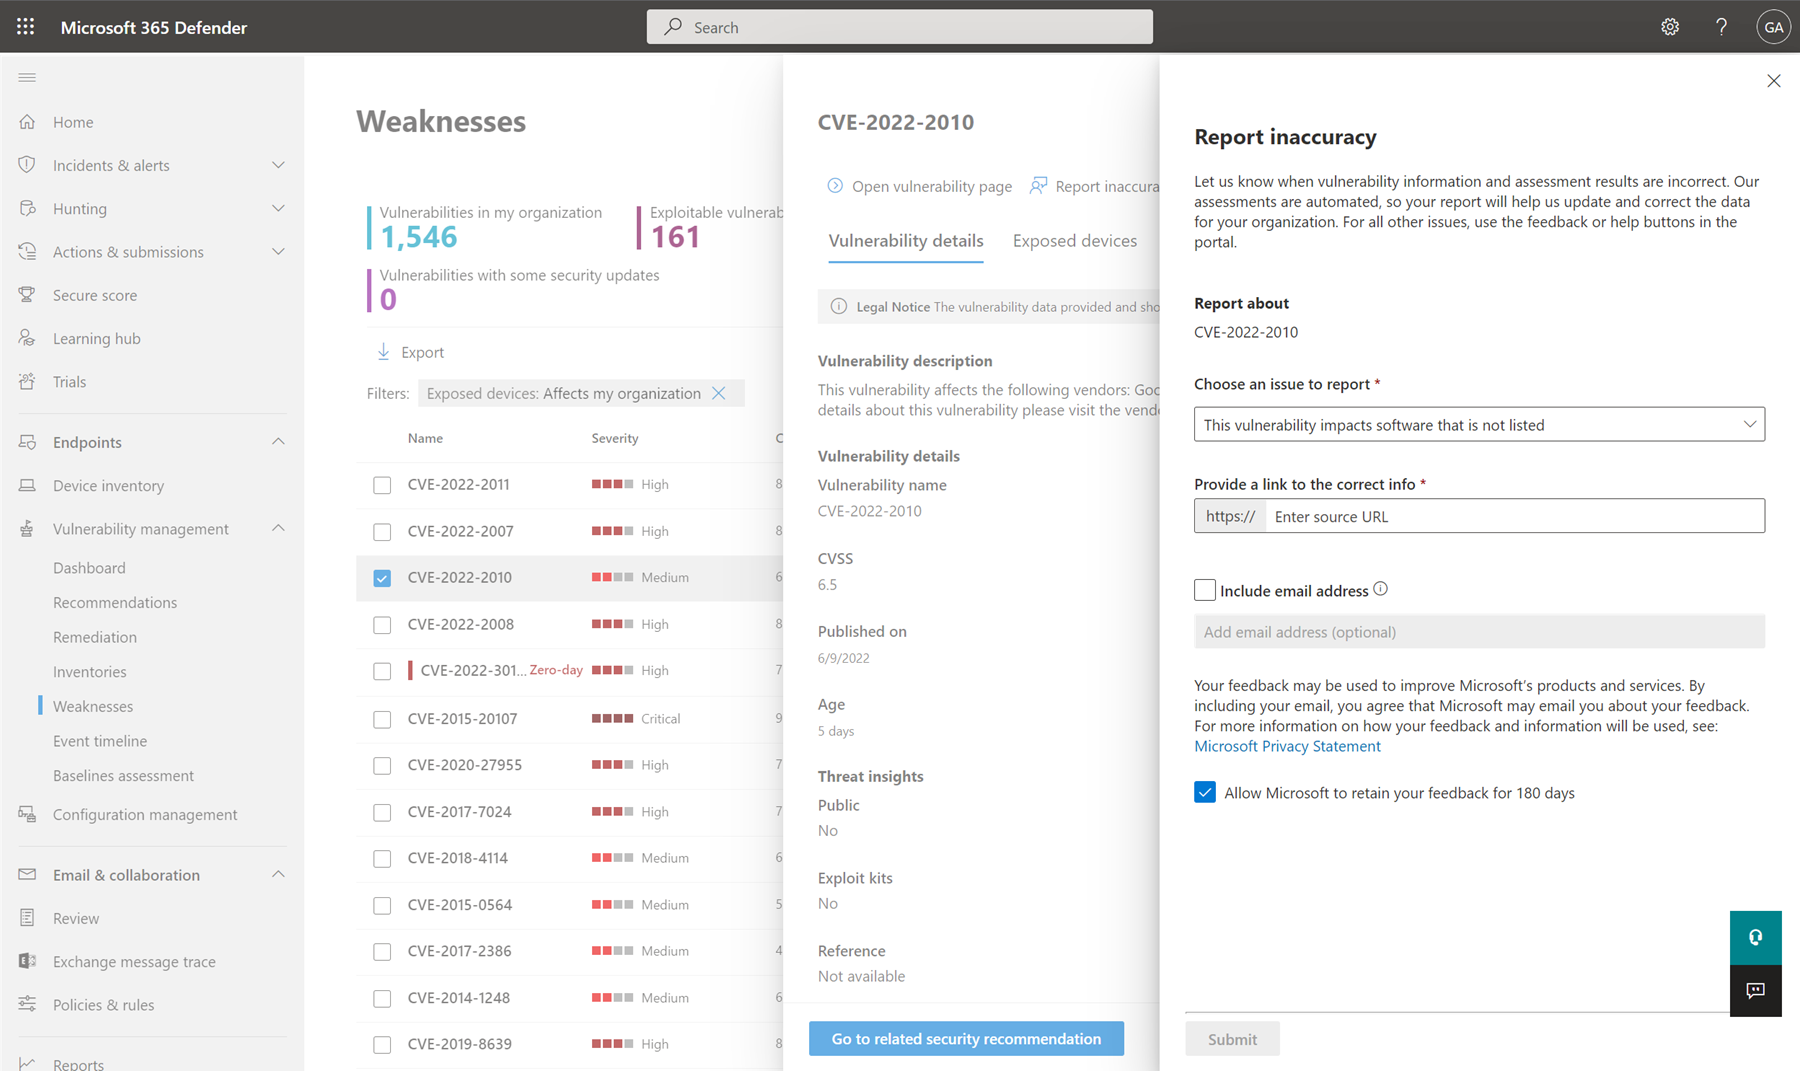 Microsoft 365 Defender
Search
GA
Home
Incidents & alerts
Hunting
Actions & submissions
Secure score
Learning hub
Trials
Endpoints
Device inventory
Vulnerability management
Dashboard
Recommendations
Remediation
Inventories
Weaknesses
Event timeline
Baselines assessment
Configuration management
Email & collaboration
Review
Exchange message trace
Policies & rules
Reports
Weaknesses
Vulnerabilities in my organization
1,546
Exploitable vulnerab
161
Vulnerabilities with some security updates
0
Export
Filters: Exposed devices: Affects my organization
Name Severity C
CVE-2022-2011 High 8
CVE-2022-2007 High 8
CVE-2022-2010 Medium 6
CVE-2022-2008 High 8
CVE-2022-301... Zero-day High 7
CVE-2015-20107 Critical 9
CVE-2020-27955 High 7
CVE-2017-7024 High 7
CVE-2018-4114 Medium 6
CVE-2015-0564 Medium 5
CVE-2017-2386 Medium 4
CVE-2014-1248 Medium 6
CVE-2019-8639 High 8
CVE-2022-2010
Open vulnerability page Report inaccura
Vulnerability details Exposed devices
Legal Notice The vulnerability data provided and sho
Vulnerability description
This vulnerability affects the following vendors: Goo
details about this vulnerability please visit the vendo
Vulnerability details
Vulnerability name
CVE-2022-2010
CVSS
6.5
Published on
6/9/2022
Age
5 days
Threat insights
Public
No
Exploit kits
No
Reference
Not available
Go to related security recommendation
Report inaccuracy
Let us know when vulnerability information and assessment results are incorrect. Our
assessments are automated, so your report will help us update and correct the data
for your organization. For all other issues, use the feedback or help buttons in the
portal.
Report about
CVE-2022-2010
Choose an issue to report *
This vulnerability impacts software that is not listed
Provide a link to the correct info *
https:// Enter source URL
Include email address
Add email address (optional)
Your feedback may be used to improve Microsoft's products and services. By
including your email, you agree that Microsoft may email you about your feedback.
For more information on how your feedback and information will be used, see:
Microsoft Privacy Statement
Allow Microsoft to retain your feedback for 180 days
Submit